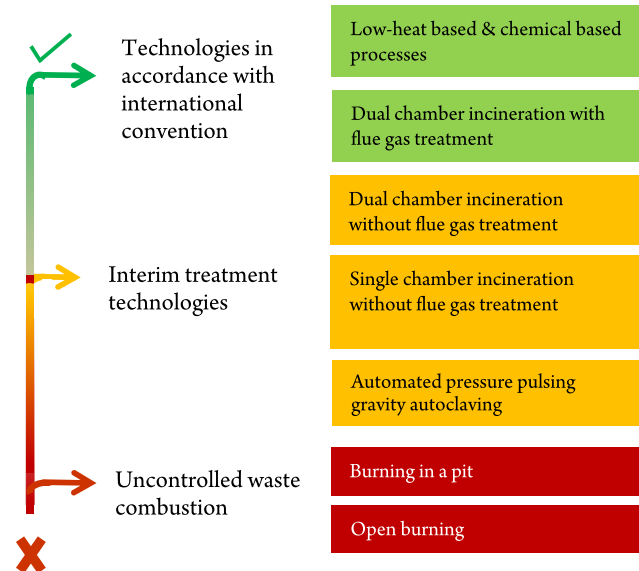 Technologies in
accordance with
international
convention
Low-heat based & chemical based
processes
Dual chamber incineration with
flue gas treatment
Interim treatment
technologies
Dual chamber incineration
without flue gas treatment
Single chamber incineration
without flue gas treatment
Automated pressure pulsing
gravity autoclaving
Uncontrolled waste
combustion
Burning in a pit
Open burning